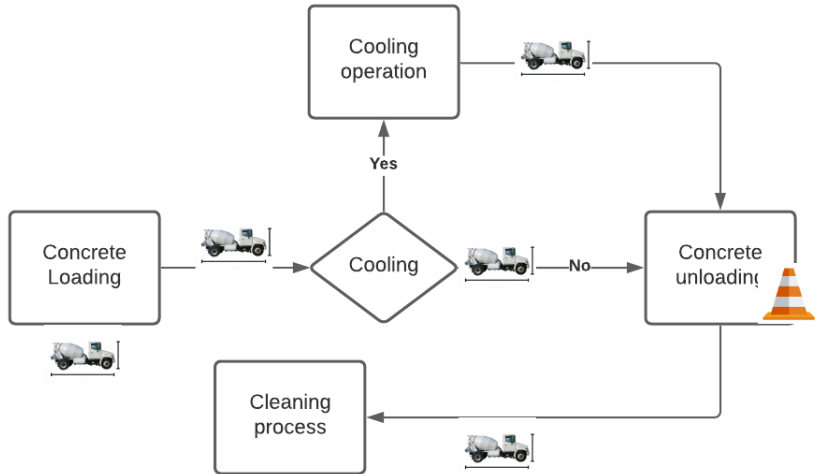 Cooling
operation
Yes
Concrete
Loading
Cooling
No
Concrete
unloading
Cleaning
process